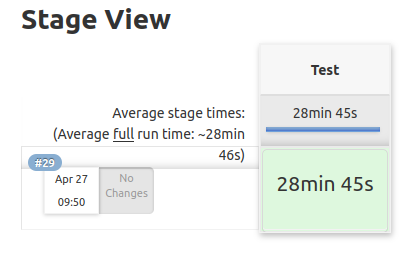 Stage View
Test
Average stage times:
(Average full run time: ~28min
46s)
28min 45s
#29
Apr 27
09:50
No
Changes
28min 45s